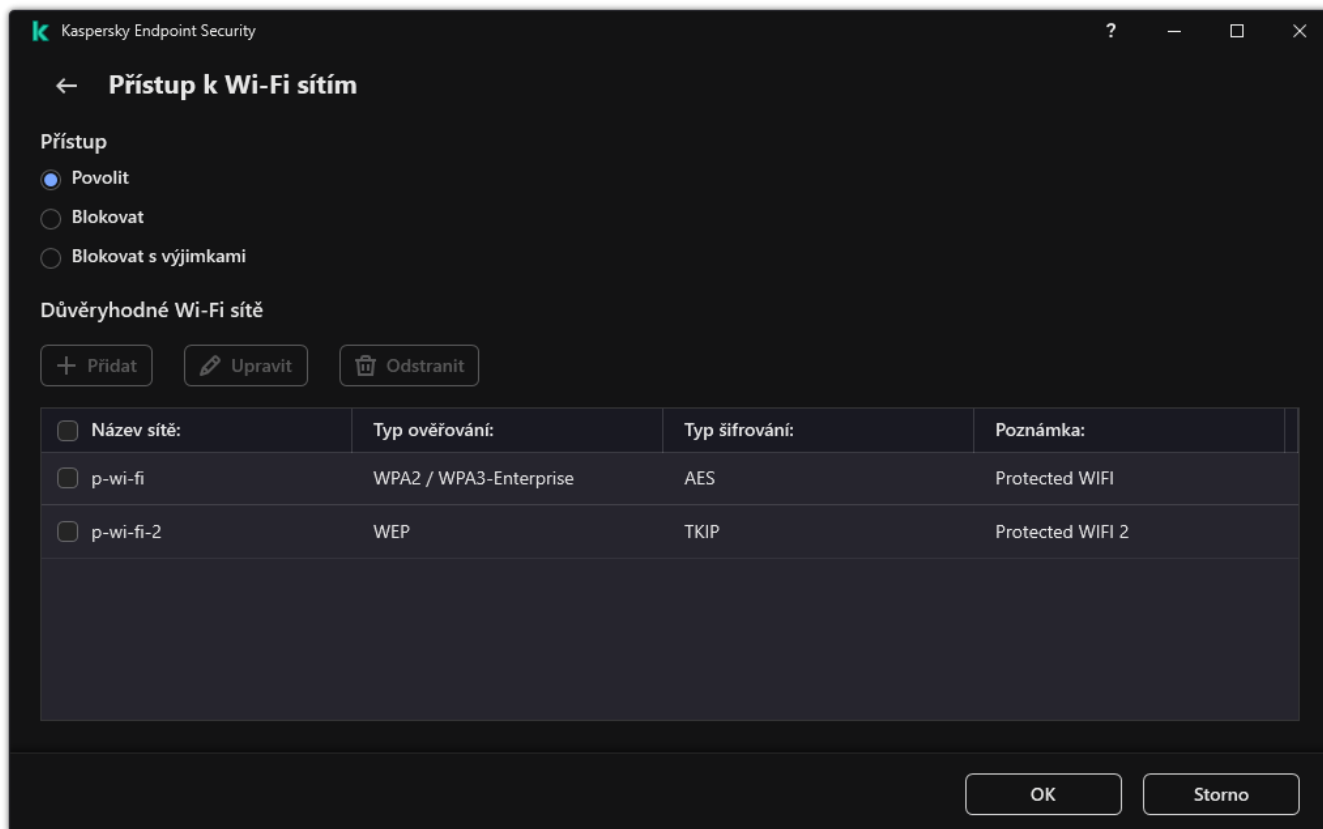 Kaspersky Endpoint Security
?
Přístup k Wi-Fi sítím
Přístup
Povolit
Blokovat
Blokovat s výjimkami
Důvěryhodné Wi-Fi sítě
Přidat Upravit Odstranit
Název sítě: Typ ověřování: Typ šifrování: Poznámka:
p-wi-fi WPA2 / WPA3-Enterprise AES Protected WIFI
p-wi-fi-2 WEP TKIP Protected WIFI 2
OK Storno